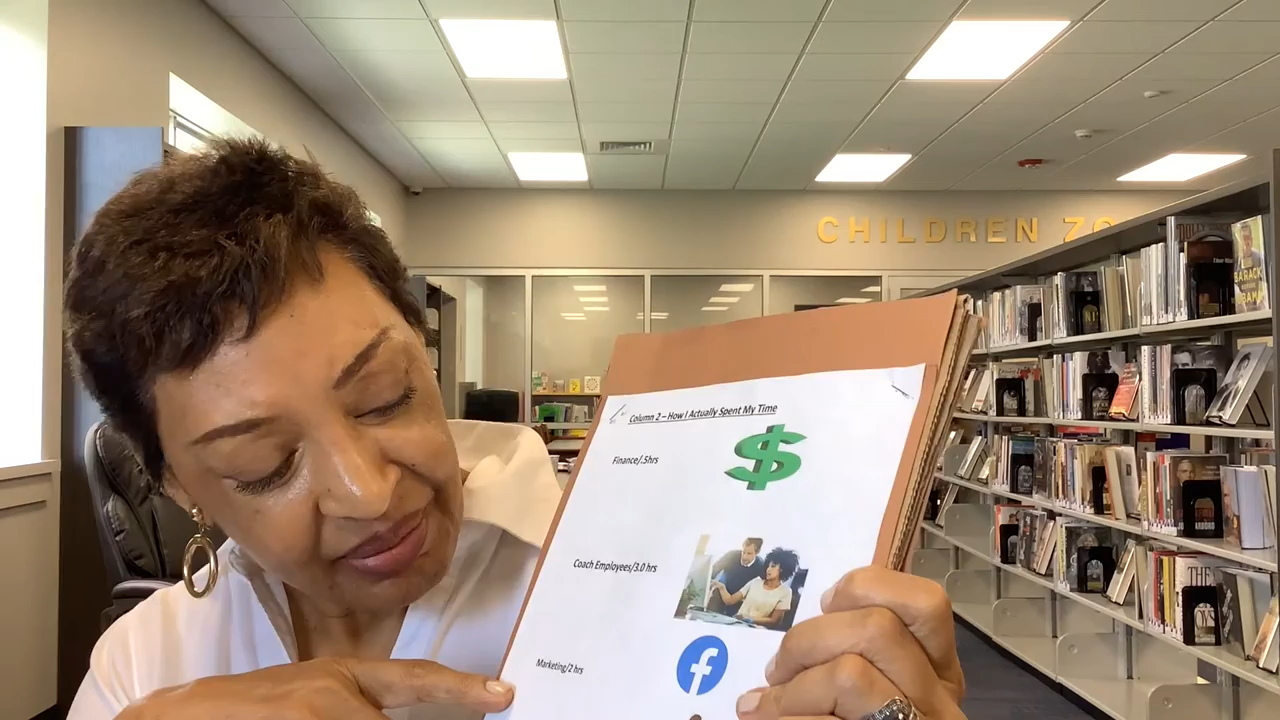 CHILDREN ZO
Column 2 – How I Actually Spent My Time
Finance/.5hrs
Coach Employees/3.0 hrs
Marketing/2 hrs
BARACK
THE